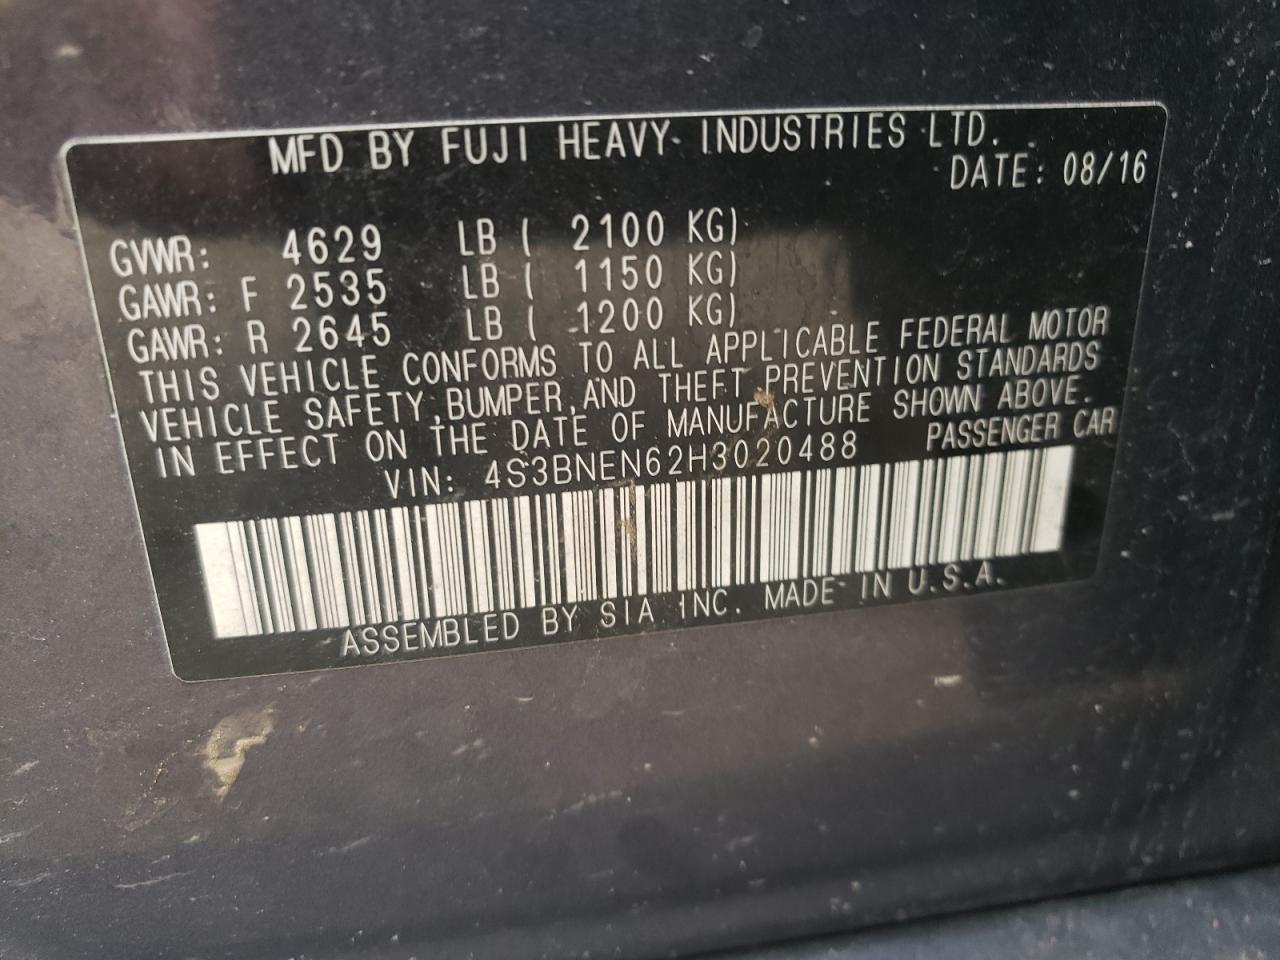 MFD BY FUJI HEAVY INDUSTRIES LTD.
DATE: 08/16
GVWR: 4629 LB ( 2100 KG)
GAWR: F 2535 LB ( 1150 KG)
GAWR: R 2645 LB ( 1200 KG)
THIS VEHICLE CONFORMS TO ALL APPLICABLE FEDERAL MOTOR
VEHICLE SAFETY,BUMPER,AND THEFT PREVENTION STANDARDS
IN EFFECT ON THE DATE OF MANUFACTURE SHOWN ABOVE.
VIN: 4S3BNEN62H3020488 PASSENGER CAR
ASSEMBLED BY SIA INC. MADE IN U.S.A.